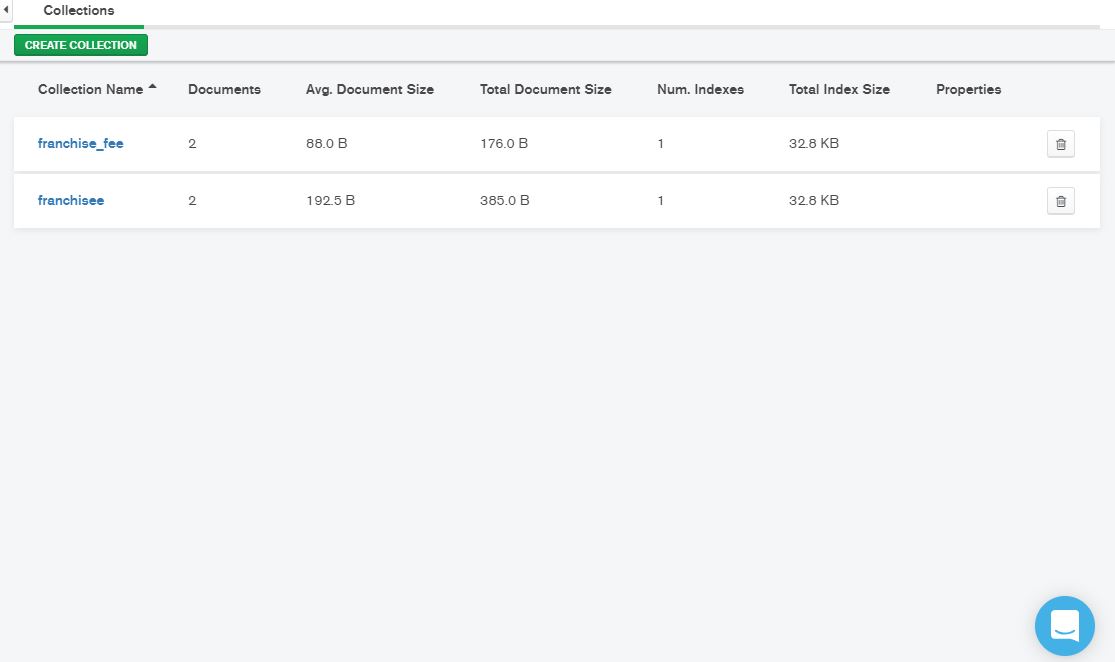 Collections
CREATE COLLECTION
Collection Name Documents Avg. Document Size Total Document Size Num. Indexes Total Index Size Properties
franchise_fee 2 88.0 B 176.0 B 1 32.8 KB
franchisee 2 192.5 B 385.0 B 1 32.8 KB